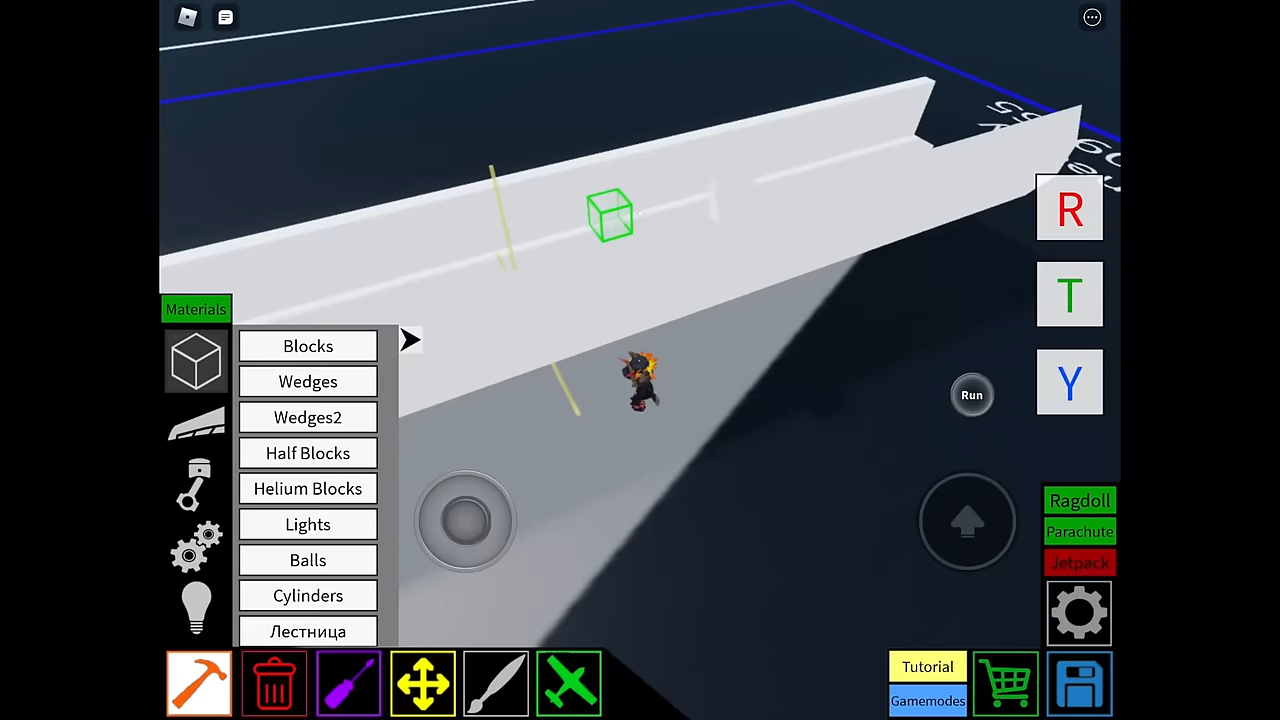 Materials
Blocks
Wedges
Wedges2
Half Blocks
Helium Blocks
Lights
Balls
Cylinders
Лестница
R
T
Y
Run
Ragdoll
Parachute
Jetpack
Tutorial
Gamemodes